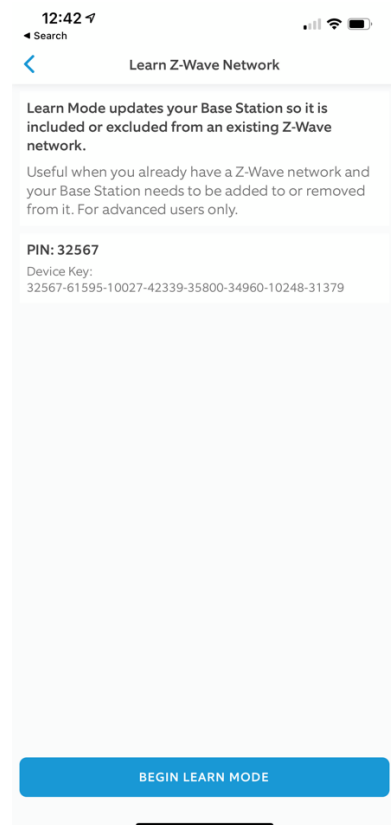 12:42
Search
Learn Z-Wave Network
Learn Mode updates your Base Station so it is
included or excluded from an existing Z-Wave
network.
Useful when you already have a Z-Wave network and
your Base Station needs to be added to or removed
from it. For advanced users only.
PIN: 32567
Device Key:
32567-61595-10027-42339-35800-34960-10248-31379
BEGIN LEARN MODE